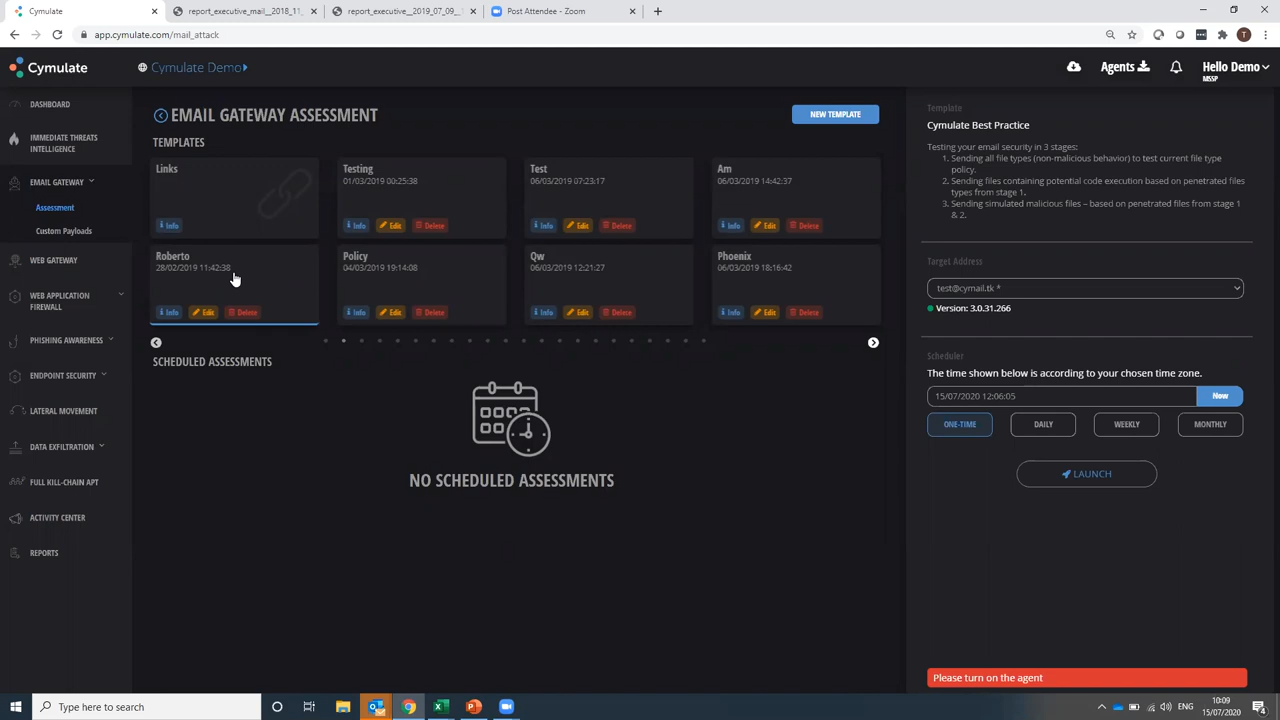 Cymulate
report_executive_mail__2018_11_
report_executive__2019_07_09__1
Post Attendee - Zoom
app.cymulate.com/mail_attack
T
Cymulate
Cymulate Demo
Agents
Hello Demo
MSSP
DASHBOARD
IMMEDIATE THREATS
INTELLIGENCE
EMAIL GATEWAY
Assessment
Custom Payloads
WEB GATEWAY
WEB APPLICATION
FIREWALL
PHISHING AWARENESS
ENDPOINT SECURITY
LATERAL MOVEMENT
DATA EXFILTRATION
FULL KILL-CHAIN APT
ACTIVITY CENTER
REPORTS
EMAIL GATEWAY ASSESSMENT
NEW TEMPLATE
TEMPLATES
Links
Info
Testing
01/03/2019 00:25:38
Info Edit Delete
Test
06/03/2019 07:23:17
Info Edit Delete
Am
06/03/2019 14:42:37
Info Edit Delete
Roberto
28/02/2019 11:42:38
Info Edit Delete
Policy
04/03/2019 19:14:08
Info Edit Delete
Qw
06/03/2019 12:21:27
Info Edit Delete
Phoenix
06/03/2019 18:16:42
Info Edit Delete
SCHEDULED ASSESSMENTS
NO SCHEDULED ASSESSMENTS
Template
Cymulate Best Practice
Testing your email security in 3 stages:
1. Sending all file types (non-malicious behavior) to test current file type
policy.
2. Sending files containing potential code execution based on penetrated files
types from stage 1.
3. Sending simulated malicious files – based on penetrated files from stage 1
& 2.
Target Address
test@cymail.tk *
Version: 3.0.31.266
Scheduler
The time shown below is according to your chosen time zone.
15/07/2020 12:06:05
Now
ONE-TIME
DAILY
WEEKLY
MONTHLY
LAUNCH
Please turn on the agent
Type here to search
ENG
10:09
15/07/2020
4